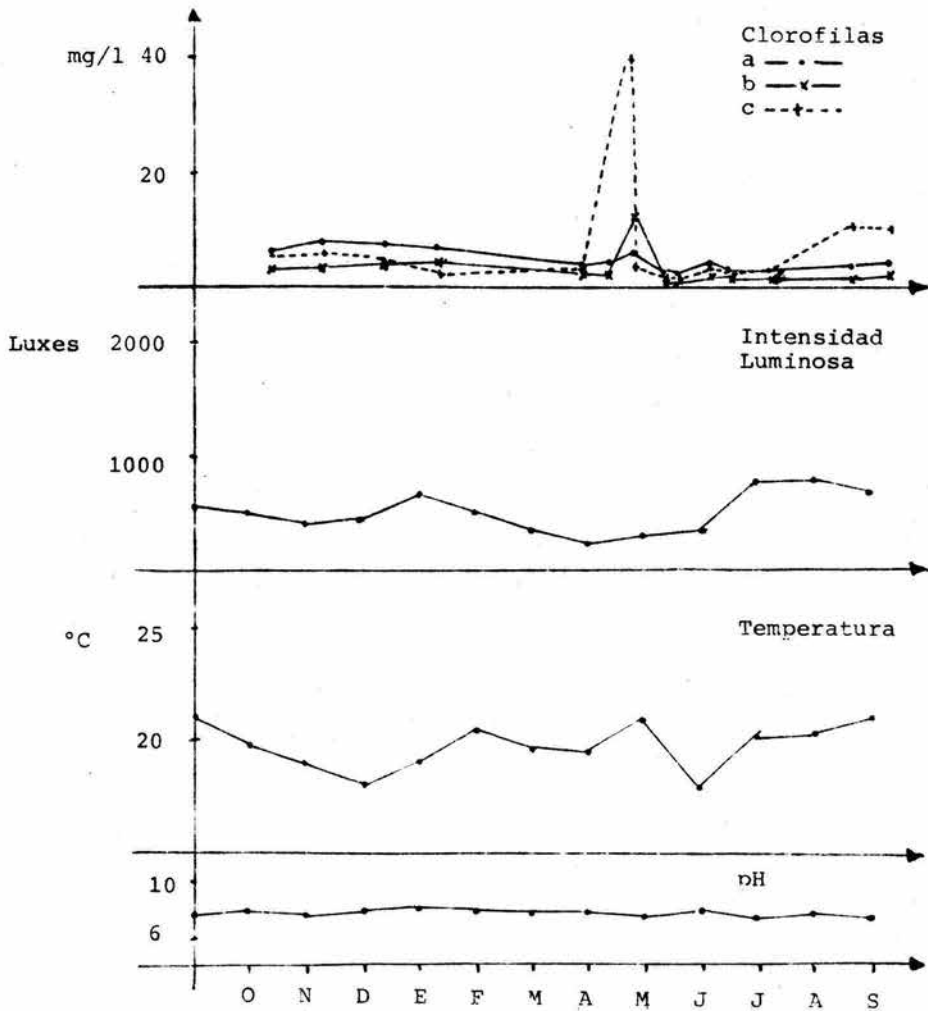 mg/l 40
20
Clorofilas
a
b
c
Luxes 2000
1000
Intensidad
Luminosa
°C 25
20
Temperatura
10
6
pH
O N D E F M A M J J A S